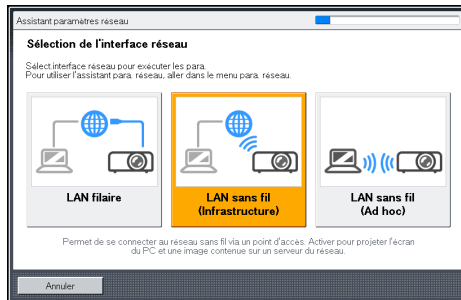 Assistant paramètres réseau
Sélection de l'interface réseau
Sélect.interface réseau pour exécuter les para.
Pour utiliser l'assistant para. réseau, aller dans le menu para. réseau.
LAN filaire
LAN sans fil
(Infrastructure)
LAN sans fil
(Ad hoc)
Permet de se connecter au réseau sans fil via un point d'accès. Activer pour projeter l'écran
du PC et une image contenue sur un serveur du réseau.
Annuler